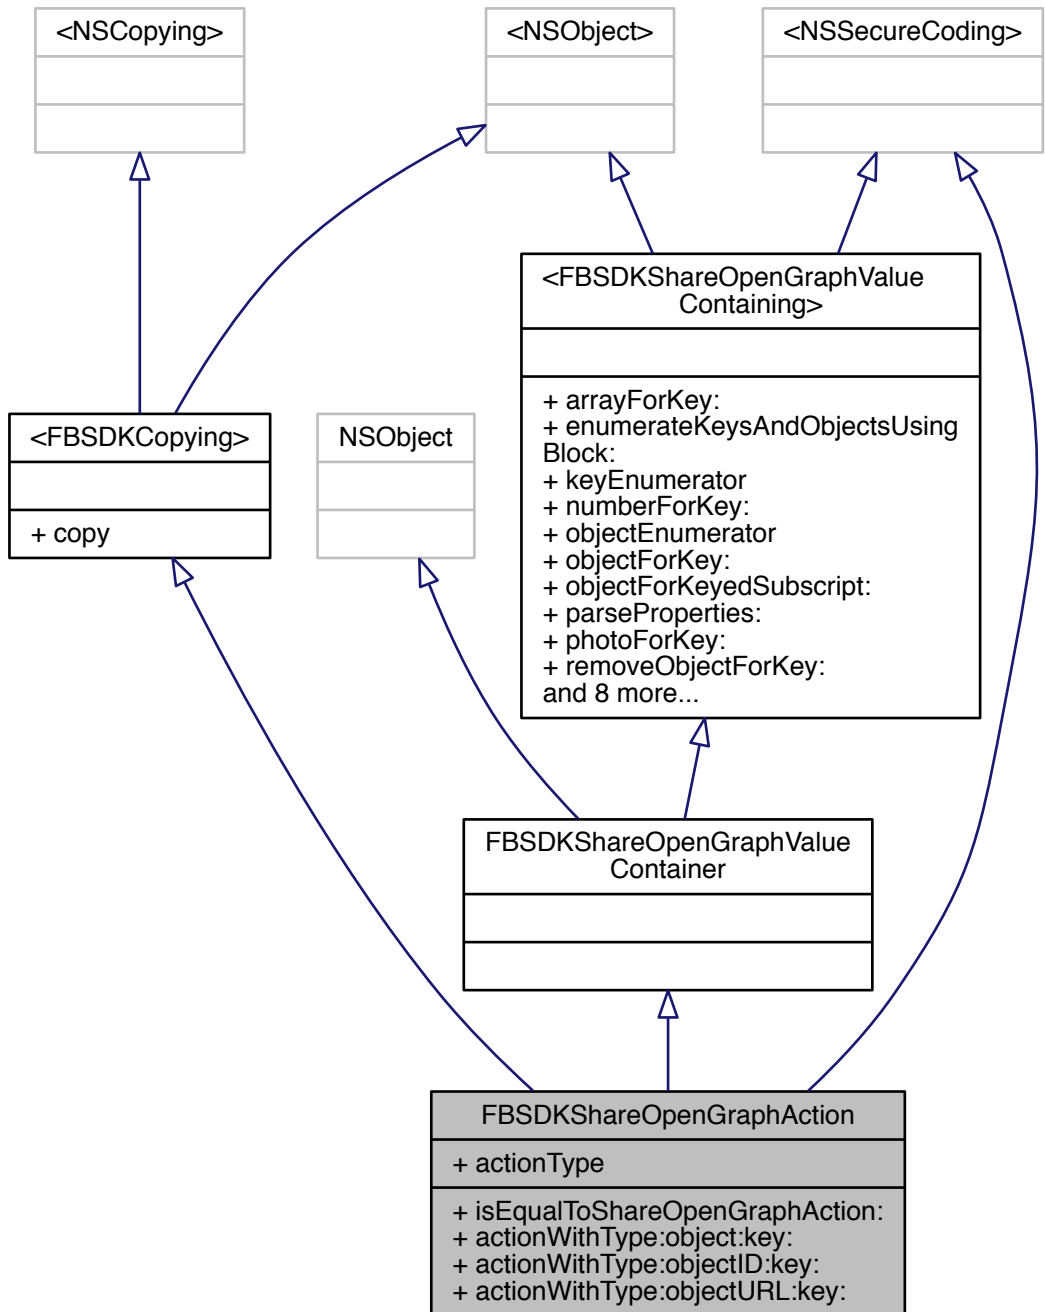 <NSCopying>
<NSObject>
<NSSecureCoding>
<FBSDKShareOpenGraphValue
Containing>
+ arrayForKey:
+ enumerateKeysAndObjectsUsing
Block:
+ keyEnumerator
+ numberForKey:
+ objectEnumerator
+ objectForKey:
+ objectForKeyedSubscript:
+ parseProperties:
+ photoForKey:
+ removeObjectForKey:
and 8 more...
<FBSDKCopying>
+ copy
NSObject
FBSDKShareOpenGraphValue
Container
FBSDKShareOpenGraphAction
+ actionType
+ isEqualToShareOpenGraphAction:
+ actionWithType:object:key:
+ actionWithType:objectID:key:
+ actionWithType:objectURL:key: